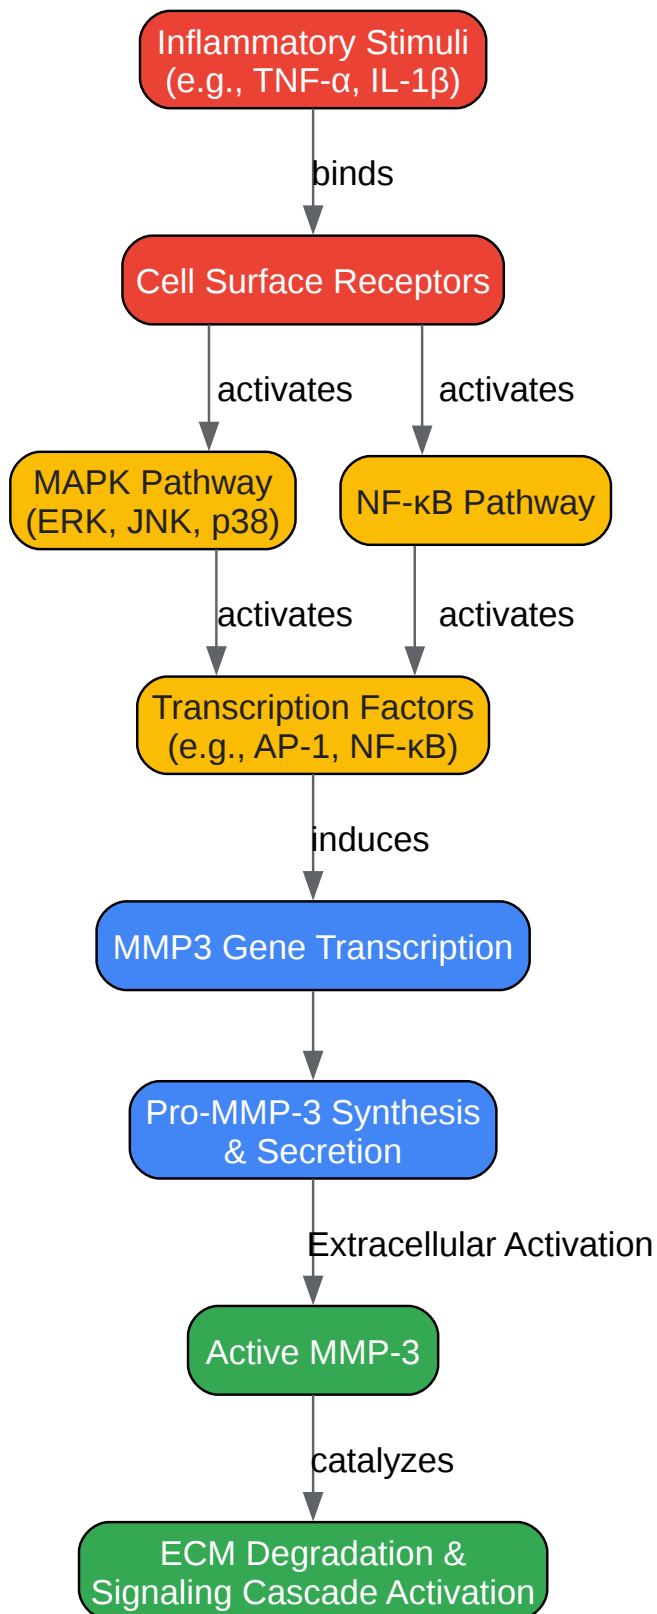 Inflammatory Stimuli
(e.g., TNF-α, IL-1β)
binds
Cell Surface Receptors
activates
activates
MAPK Pathway
(ERK, JNK, p38)
NF-κB Pathway
activates
activates
Transcription Factors
(e.g., AP-1, NF-κB)
induces
MMP3 Gene Transcription
Pro-MMP-3 Synthesis
& Secretion
Extracellular Activation
Active MMP-3
catalyzes
ECM Degradation &
Signaling Cascade Activation